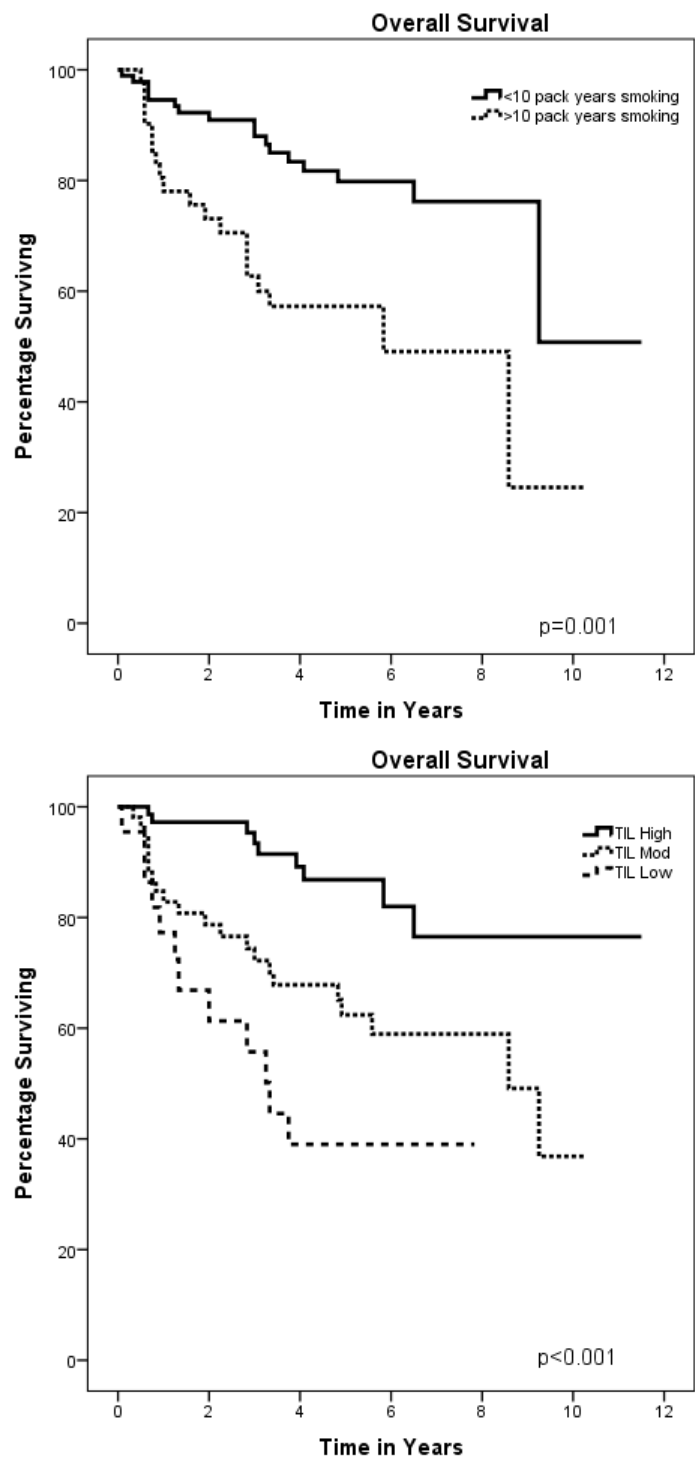 Overall Survival
100
80
60
40
20
0
Percentage Survivng
<10 pack years smoking
>10 pack years smoking
p=0.001
0 2 4 6 8 10 12
Time in Years
Overall Survival
100
80
60
40
20
0
Percentage Surviving
TIL High
TIL Mod
TIL Low
p<0.001
0 2 4 6 8 10 12
Time in Years